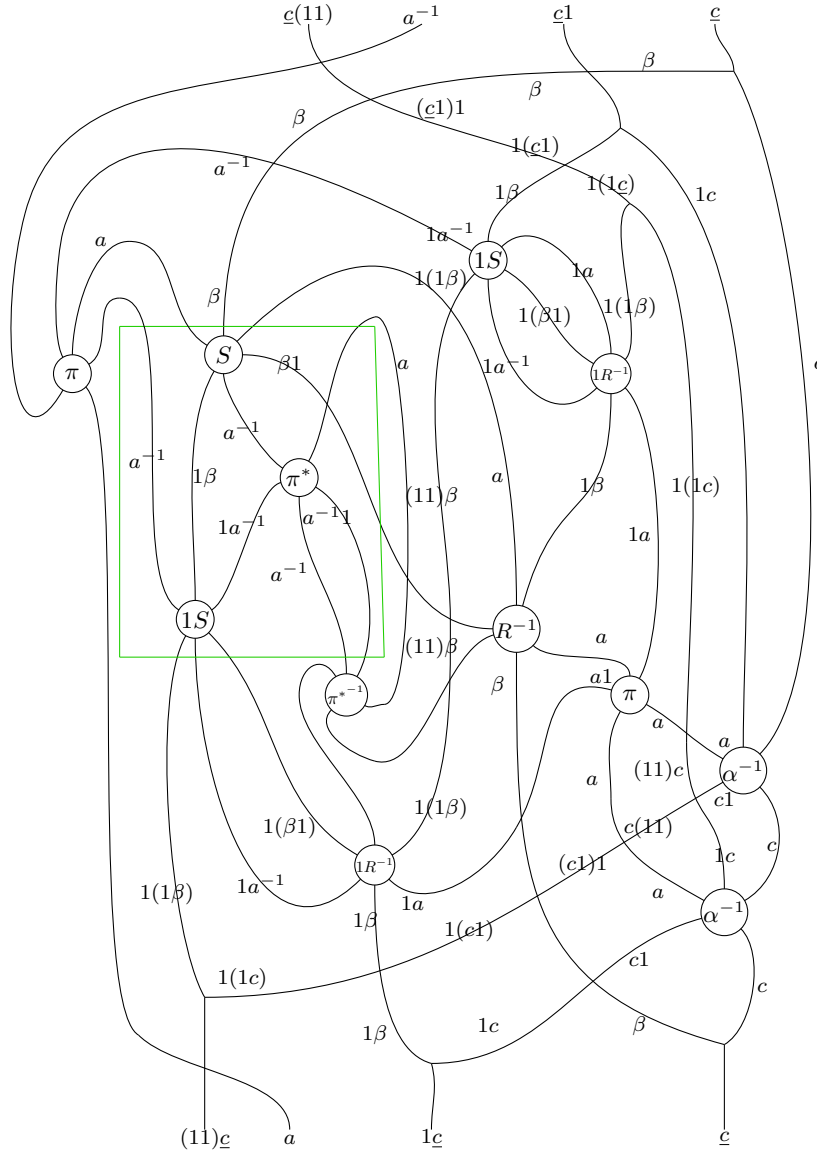 c̲(11) a⁻¹ c̲1 c̲
β
β
(c̲1)1
β
1(c̲1)
a⁻¹ 1β 1(1c̲) 1c
a 1a⁻¹
1S 1a
1(1β)
β 1(β1) 1(1β)
S
π β1 a 1a⁻¹ 1R⁻¹
a⁻¹
a⁻¹ 1β π* a 1β 1(1c)
1a⁻¹ a⁻¹1 (11)β
1a
a⁻¹
1S R⁻¹
(11)β a
π*⁻¹ β a1 π
a a
a (11)c α⁻¹
c1
1(β1) 1(1β) c(11)
1R⁻¹ (c1)1 1c c
1(1β) 1a⁻¹ 1a a
1β α⁻¹
1(c1)
1(1c) c1 c
1β 1c β
(11)c̲ a 1c̲ c̲